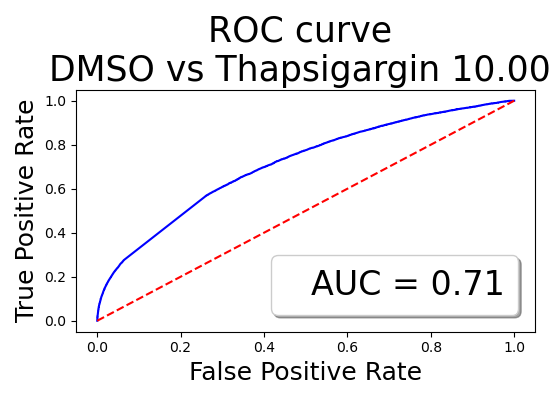 ROC curve
DMSO vs Thapsigargin 10.00
True Positive Rate
1.0
0.8
0.6
0.4
0.2
0.0
AUC = 0.71
0.0 0.2 0.4 0.6 0.8 1.0
False Positive Rate